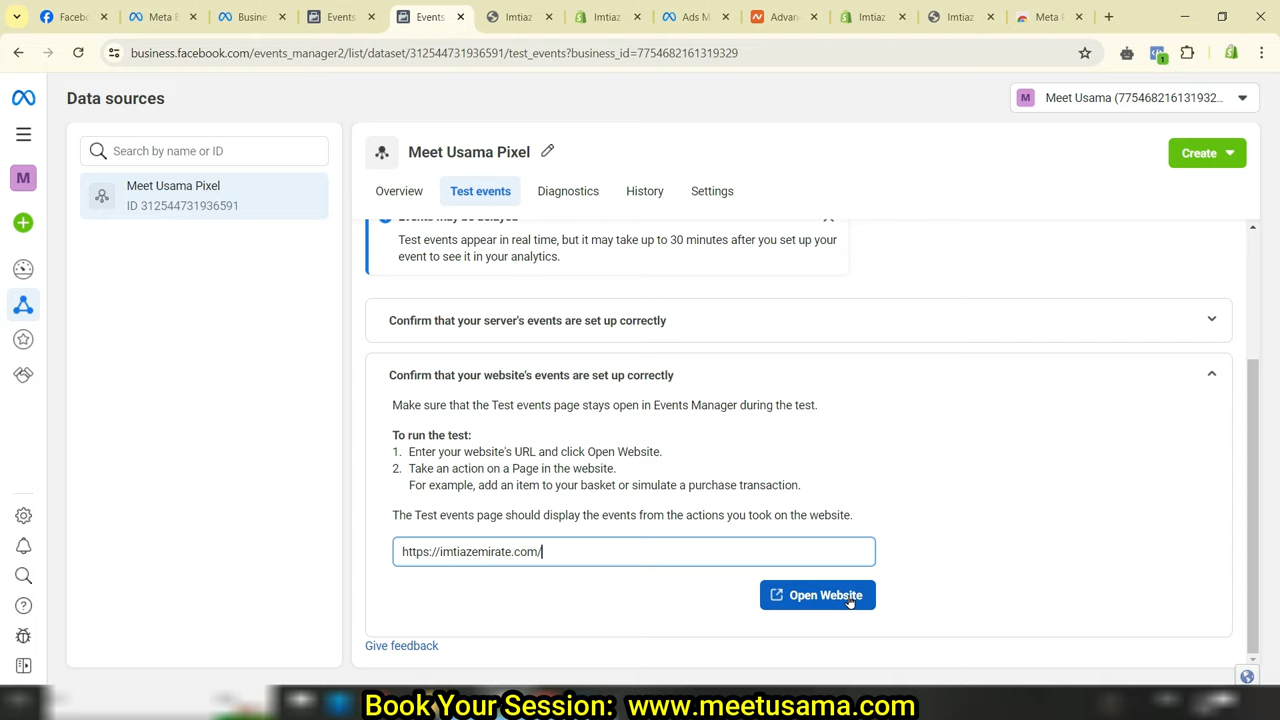 Facebo
Meta B
Busine
Events
Events
Imtiaz
Imtiaz
Ads M
Advan
Imtiaz
Imtiaz
Meta P
business.facebook.com/events_manager2/list/dataset/312544731936591/test_events?business_id=7754682161319329
1
Data sources
M
Meet Usama (775468216131932...
Search by name or ID
Meet Usama Pixel
ID 312544731936591
M
Meet Usama Pixel
Create
Overview
Test events
Diagnostics
History
Settings
Events may be delayed
Test events appear in real time, but it may take up to 30 minutes after you set up your
event to see it in your analytics.
Confirm that your server's events are set up correctly
Confirm that your website's events are set up correctly
Make sure that the Test events page stays open in Events Manager during the test.
To run the test:
1. Enter your website's URL and click Open Website.
2. Take an action on a Page in the website.
For example, add an item to your basket or simulate a purchase transaction.
The Test events page should display the events from the actions you took on the website.
https://imtiazemirate.com/
Open Website
Give feedback
Book Your Session: www.meetusama.com